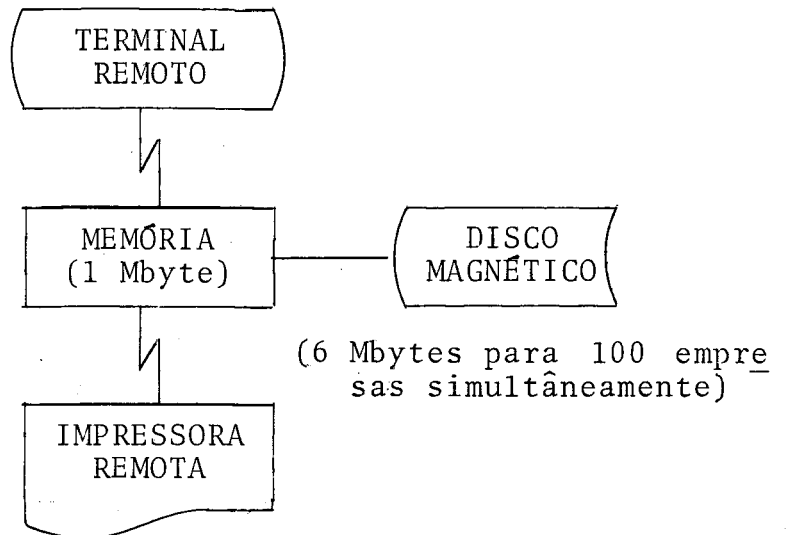 TERMINAL
REMOTO
MEMÓRIA
(1 Mbyte)
DISCO
MAGNÉTICO
(6 Mbytes para 100 empre
sas simultâneamente)
IMPRESSORA
REMOTA